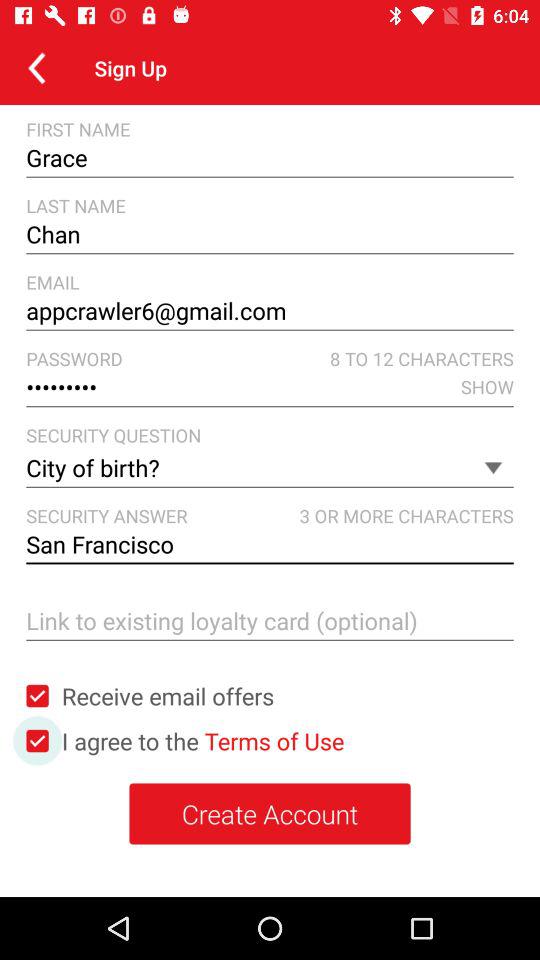 6:04
Sign Up
FIRST NAME
Grace
LAST NAME
Chan
EMAIL
appcrawler6@gmail.com
PASSWORD 8 TO 12 CHARACTERS
••••••••• SHOW
SECURITY QUESTION
City of birth?
SECURITY ANSWER 3 OR MORE CHARACTERS
San Francisco
Link to existing loyalty card (optional)
Receive email offers
I agree to the Terms of Use
Create Account